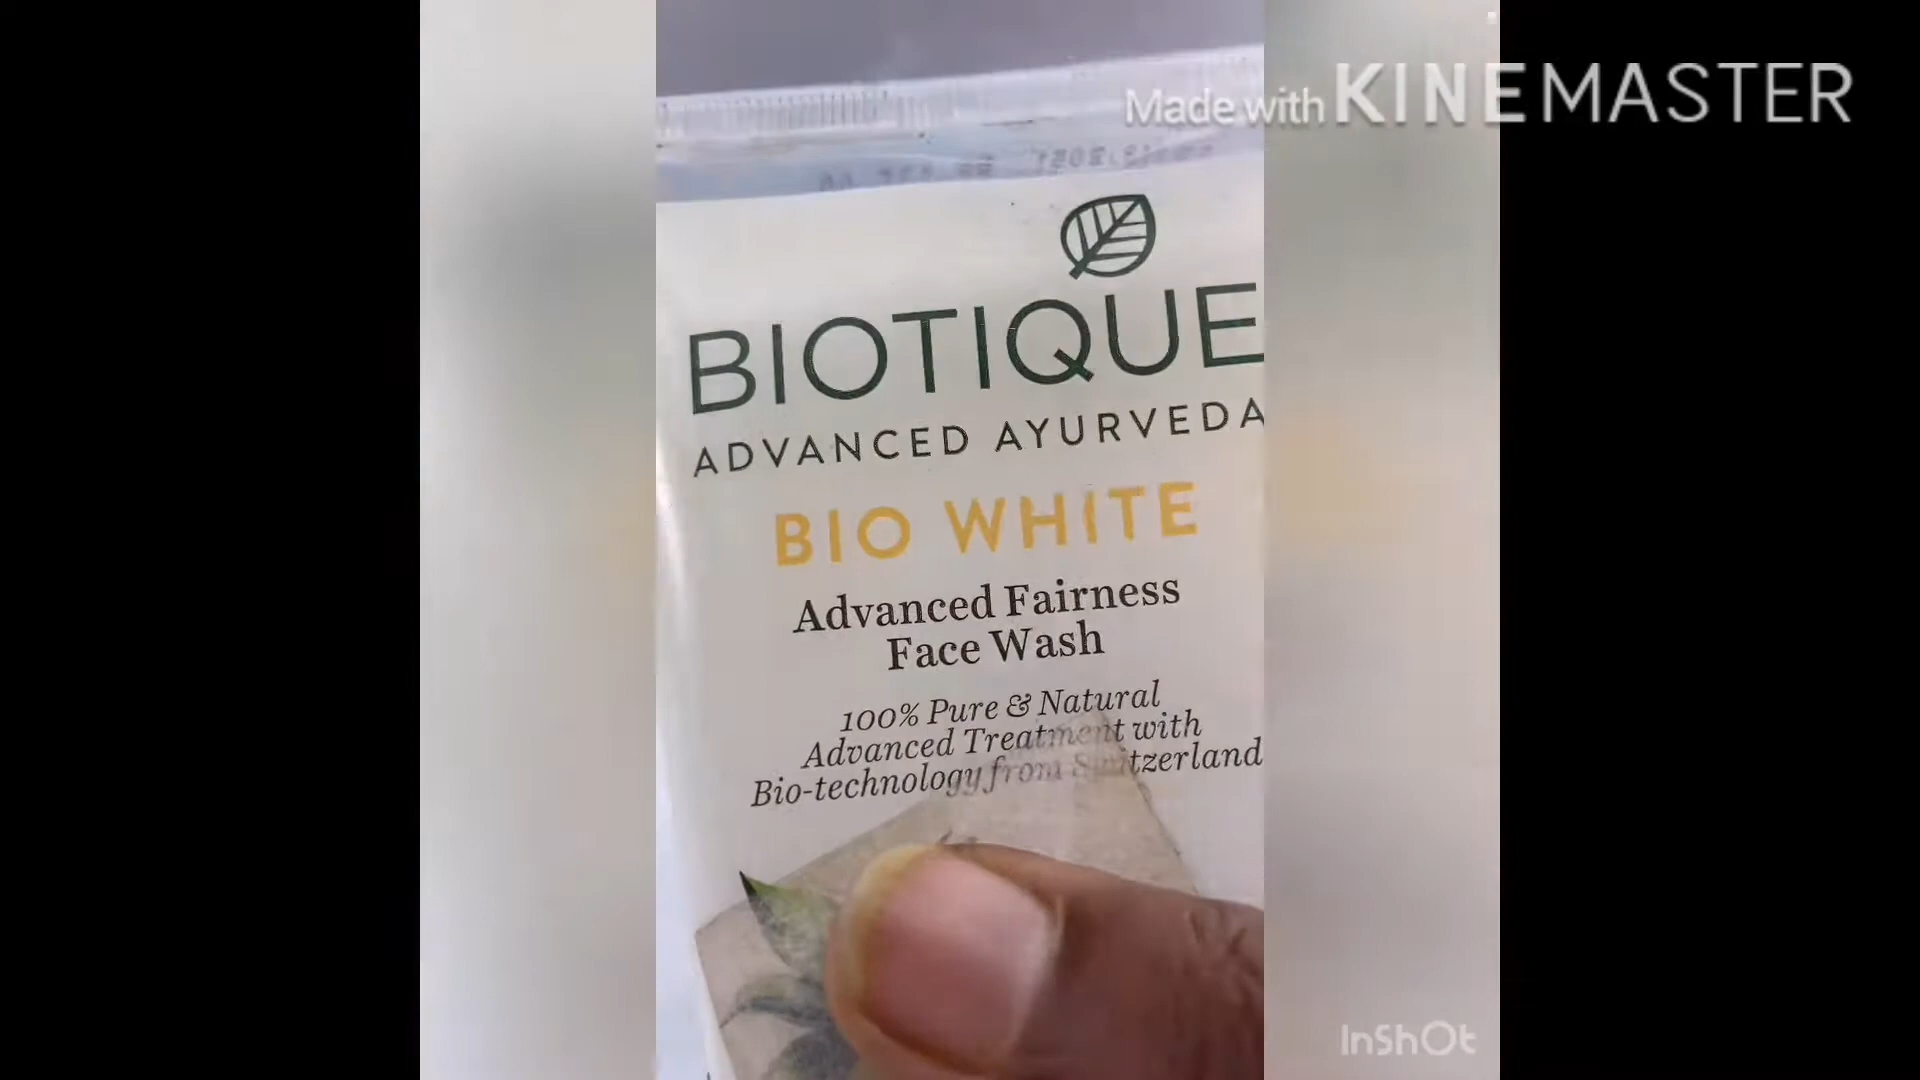 Made with KINEMASTER
BIOTIQUE
ADVANCED AYURVEDA
BIO WHITE
Advanced Fairness
Face Wash
100% Pure & Natural
Advanced Treatment with
Bio-technology from Switzerland
InShOt